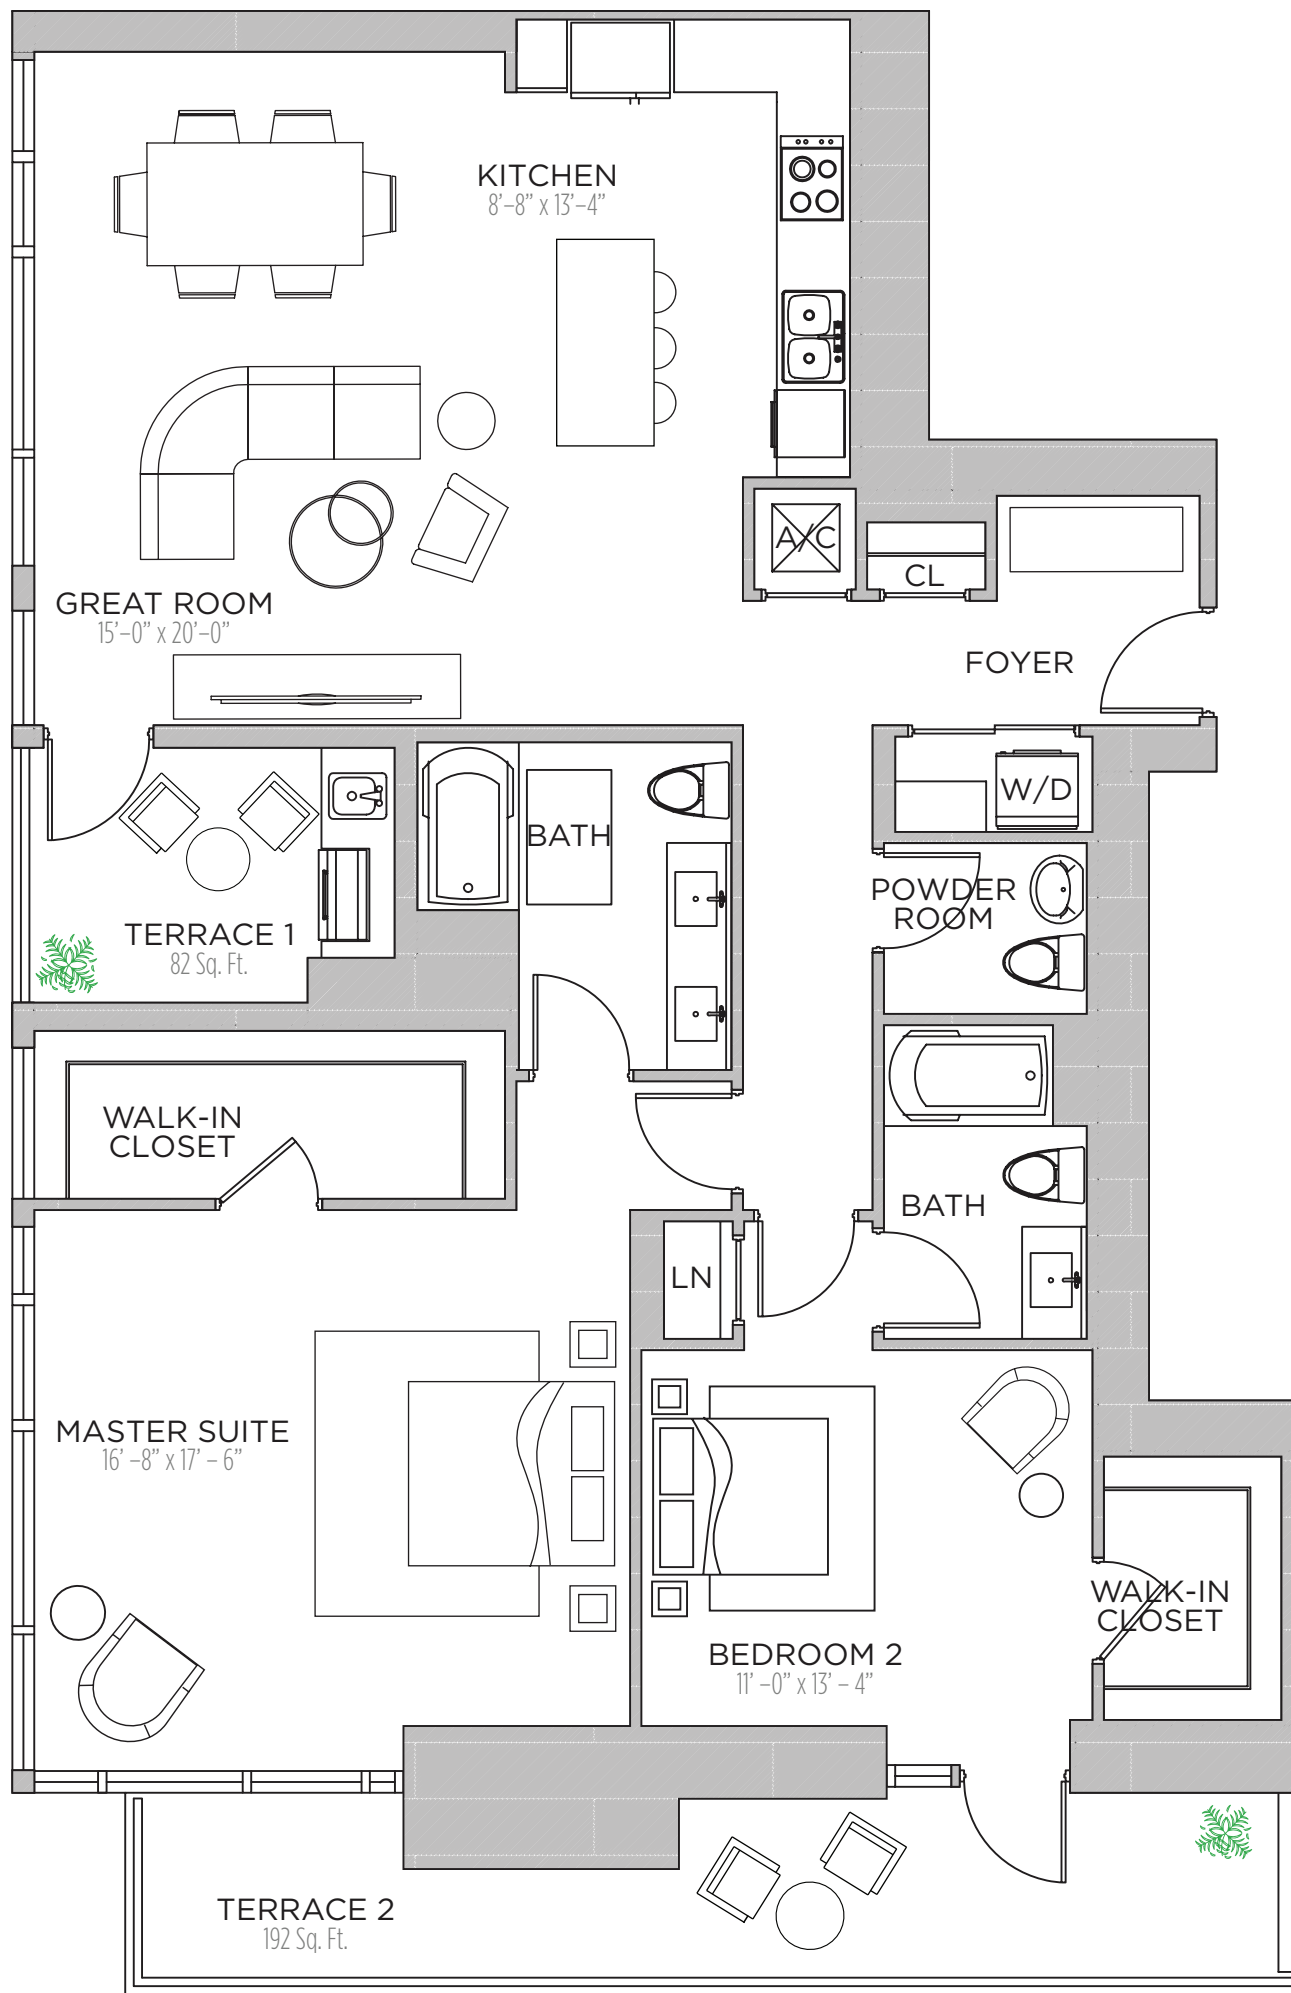 KITCHEN
8'–8" x 13'–4"
A/C
CL
GREAT ROOM
15'–0" x 20'–0"
FOYER
W/D
BATH
POWDER
ROOM
TERRACE 1
82 Sq. Ft.
WALK-IN
CLOSET
BATH
LN
MASTER SUITE
16' –8" x 17' – 6"
WALK-IN
CLOSET
BEDROOM 2
11' –0" x 13' – 4"
TERRACE 2
192 Sq. Ft.